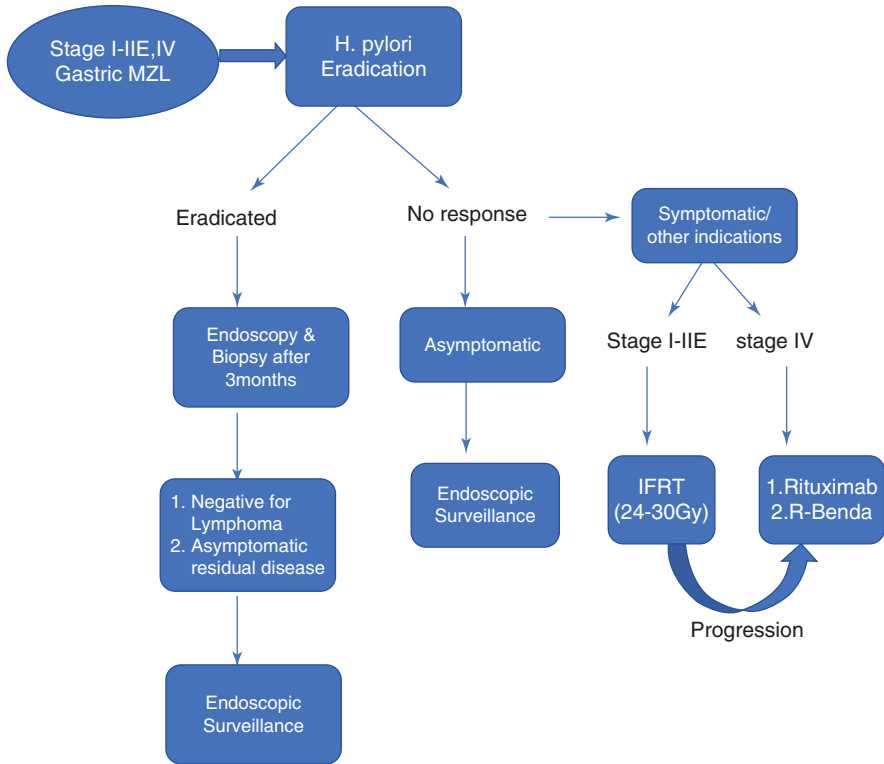 Stage I-IIE,IV
Gastric MZL
H. pylori
Eradication
Eradicated
No response
Symptomatic/
other indications
Endoscopy &
Biopsy after
3months
Asymptomatic
Stage I-IIE
stage IV
1. Negative for
Lymphoma
2. Asymptomatic
residual disease
Endoscopic
Surveillance
IFRT
(24-30Gy)
1.Rituximab
2.R-Benda
Progression
Endoscopic
Surveillance